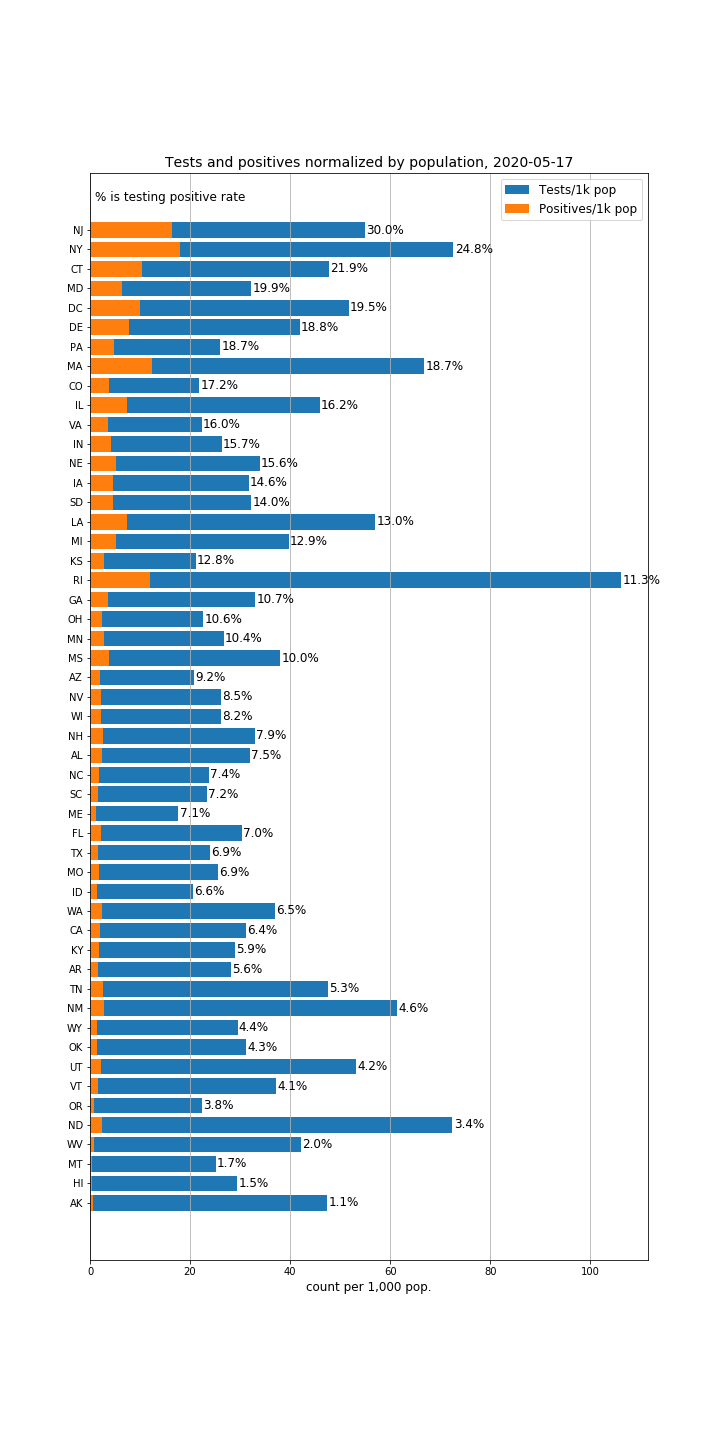 Tests and positives normalized by population, 2020-05-17
% is testing positive rate
Tests/1k pop
Positives/1k pop
NJ 30.0%
NY 24.8%
CT 21.9%
MD 19.9%
DC 19.5%
DE 18.8%
PA 18.7%
MA 18.7%
CO 17.2%
IL 16.2%
VA 16.0%
IN 15.7%
NE 15.6%
IA 14.6%
SD 14.0%
LA 13.0%
MI 12.9%
KS 12.8%
RI 11.3%
GA 10.7%
OH 10.6%
MN 10.4%
MS 10.0%
AZ 9.2%
NV 8.5%
WI 8.2%
NH 7.9%
AL 7.5%
NC 7.4%
SC 7.2%
ME 7.1%
FL 7.0%
TX 6.9%
MO 6.9%
ID 6.6%
WA 6.5%
CA 6.4%
KY 5.9%
AR 5.6%
TN 5.3%
NM 4.6%
WY 4.4%
OK 4.3%
UT 4.2%
VT 4.1%
OR 3.8%
ND 3.4%
WV 2.0%
MT 1.7%
HI 1.5%
AK 1.1%
0 20 40 60 80 100
count per 1,000 pop.